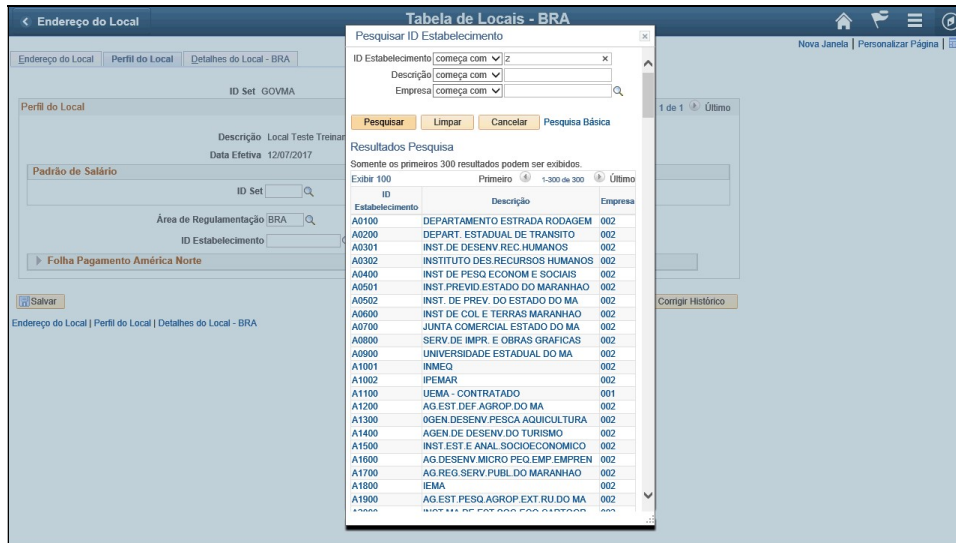 Endereço do Local
Tabela de Locais - BRA
Nova Janela | Personalizar Página |
Endereço do Local
Perfil do Local
Detalhes do Local - BRA
ID Set GOVMA
Perfil do Local
1 de 1 Último
Descrição Local Teste Treinar
Data Efetiva 12/07/2017
Padrão de Salário
ID Set
Área de Regulamentação BRA
ID Estabelecimento
Folha Pagamento América Norte
Salvar
Corrigir Histórico
Endereço do Local | Perfil do Local | Detalhes do Local - BRA
Pesquisar ID Estabelecimento
ID Estabelecimento começa com z
Descrição começa com
Empresa começa com
Pesquisar Limpar Cancelar Pesquisa Básica
Resultados Pesquisa
Somente os primeiros 300 resultados podem ser exibidos.
Exibir 100 Primeiro 1-300 de 300 Último
ID Estabelecimento Descrição Empresa
A0100 DEPARTAMENTO ESTRADA RODAGEM 002
A0200 DEPART. ESTADUAL DE TRANSITO 002
A0301 INST.DE DESENV.REC.HUMANOS 002
A0302 INSTITUTO DES.RECURSOS HUMANOS 002
A0400 INST DE PESQ ECONOM E SOCIAIS 002
A0501 INST.PREVID.ESTADO DO MARANHAO 002
A0502 INST. DE PREV. DO ESTADO DO MA 002
A0600 INST DE COL E TERRAS MARANHAO 002
A0700 JUNTA COMERCIAL ESTADO DO MA 002
A0800 SERV.DE IMPR. E OBRAS GRAFICAS 002
A0900 UNIVERSIDADE ESTADUAL DO MA 002
A1001 INMEQ 002
A1002 IPEMAR 002
A1100 UEMA - CONTRATADO 001
A1200 AG.EST.DEF.AGROP.DO MA 002
A1300 0GEN.DESENV.PESCA AQUICULTURA 002
A1400 AGEN.DE DESENV.DO TURISMO 002
A1500 INST.EST.E ANAL.SOCIOECONOMICO 002
A1600 AG.DESENV.MICRO PEQ.EMP.EMPREN 002
A1700 AG.REG.SERV.PUBL.DO MARANHAO 002
A1800 IEMA 002
A1900 AG.EST.PESQ.AGROP.EXT.RU.DO MA 002